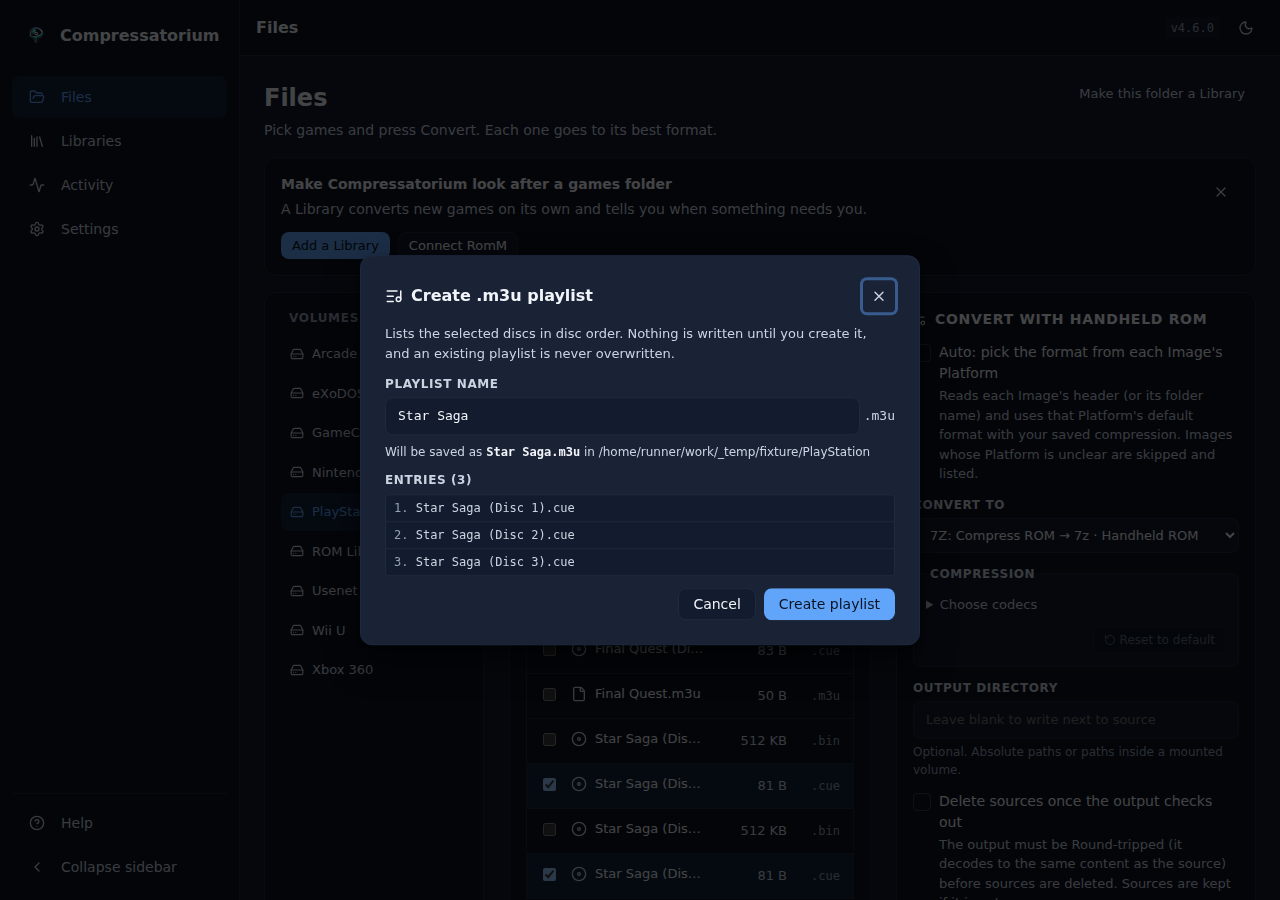 Compressatorium
Files
v4.6.0
Files
Libraries
Activity
Settings
Help
Collapse sidebar
Files
Make this folder a Library
Pick games and press Convert. Each one goes to its best format.
Make Compressatorium look after a games folder
A Library converts new games on its own and tells you when something needs you.
Add a Library
Connect RomM
VOLUMES
Arcade
Usenet
Wii U
Xbox 360
Create .m3u playlist
Lists the selected discs in disc order. Nothing is written until you create it,
and an existing playlist is never overwritten.
PLAYLIST NAME
Star Saga
.m3u
Will be saved as Star Saga.m3u in /home/runner/work/_temp/fixture/PlayStation
ENTRIES (3)
1. Star Saga (Disc 1).cue
2. Star Saga (Disc 2).cue
3. Star Saga (Disc 3).cue
Cancel
Create playlist
Final Quest (Di... 83 B .cue
Final Quest.m3u 50 B .m3u
Star Saga (Dis... 512 KB .bin
Star Saga (Dis... 81 B .cue
Star Saga (Dis... 512 KB .bin
Star Saga (Dis... 81 B .cue
CONVERT WITH HANDHELD ROM
Auto: pick the format from each Image's
Platform
Reads each Image's header (or its folder
name) and uses that Platform's default
format with your saved compression. Images
whose Platform is unclear are skipped and
listed.
CONVERT TO
7Z: Compress ROM → 7z · Handheld ROM
COMPRESSION
Choose codecs
Reset to default
OUTPUT DIRECTORY
Leave blank to write next to source
Optional. Absolute paths or paths inside a mounted
volume.
Delete sources once the output checks
out
The output must be Round-tripped (it
decodes to the same content as the source)
before sources are deleted. Sources are kept